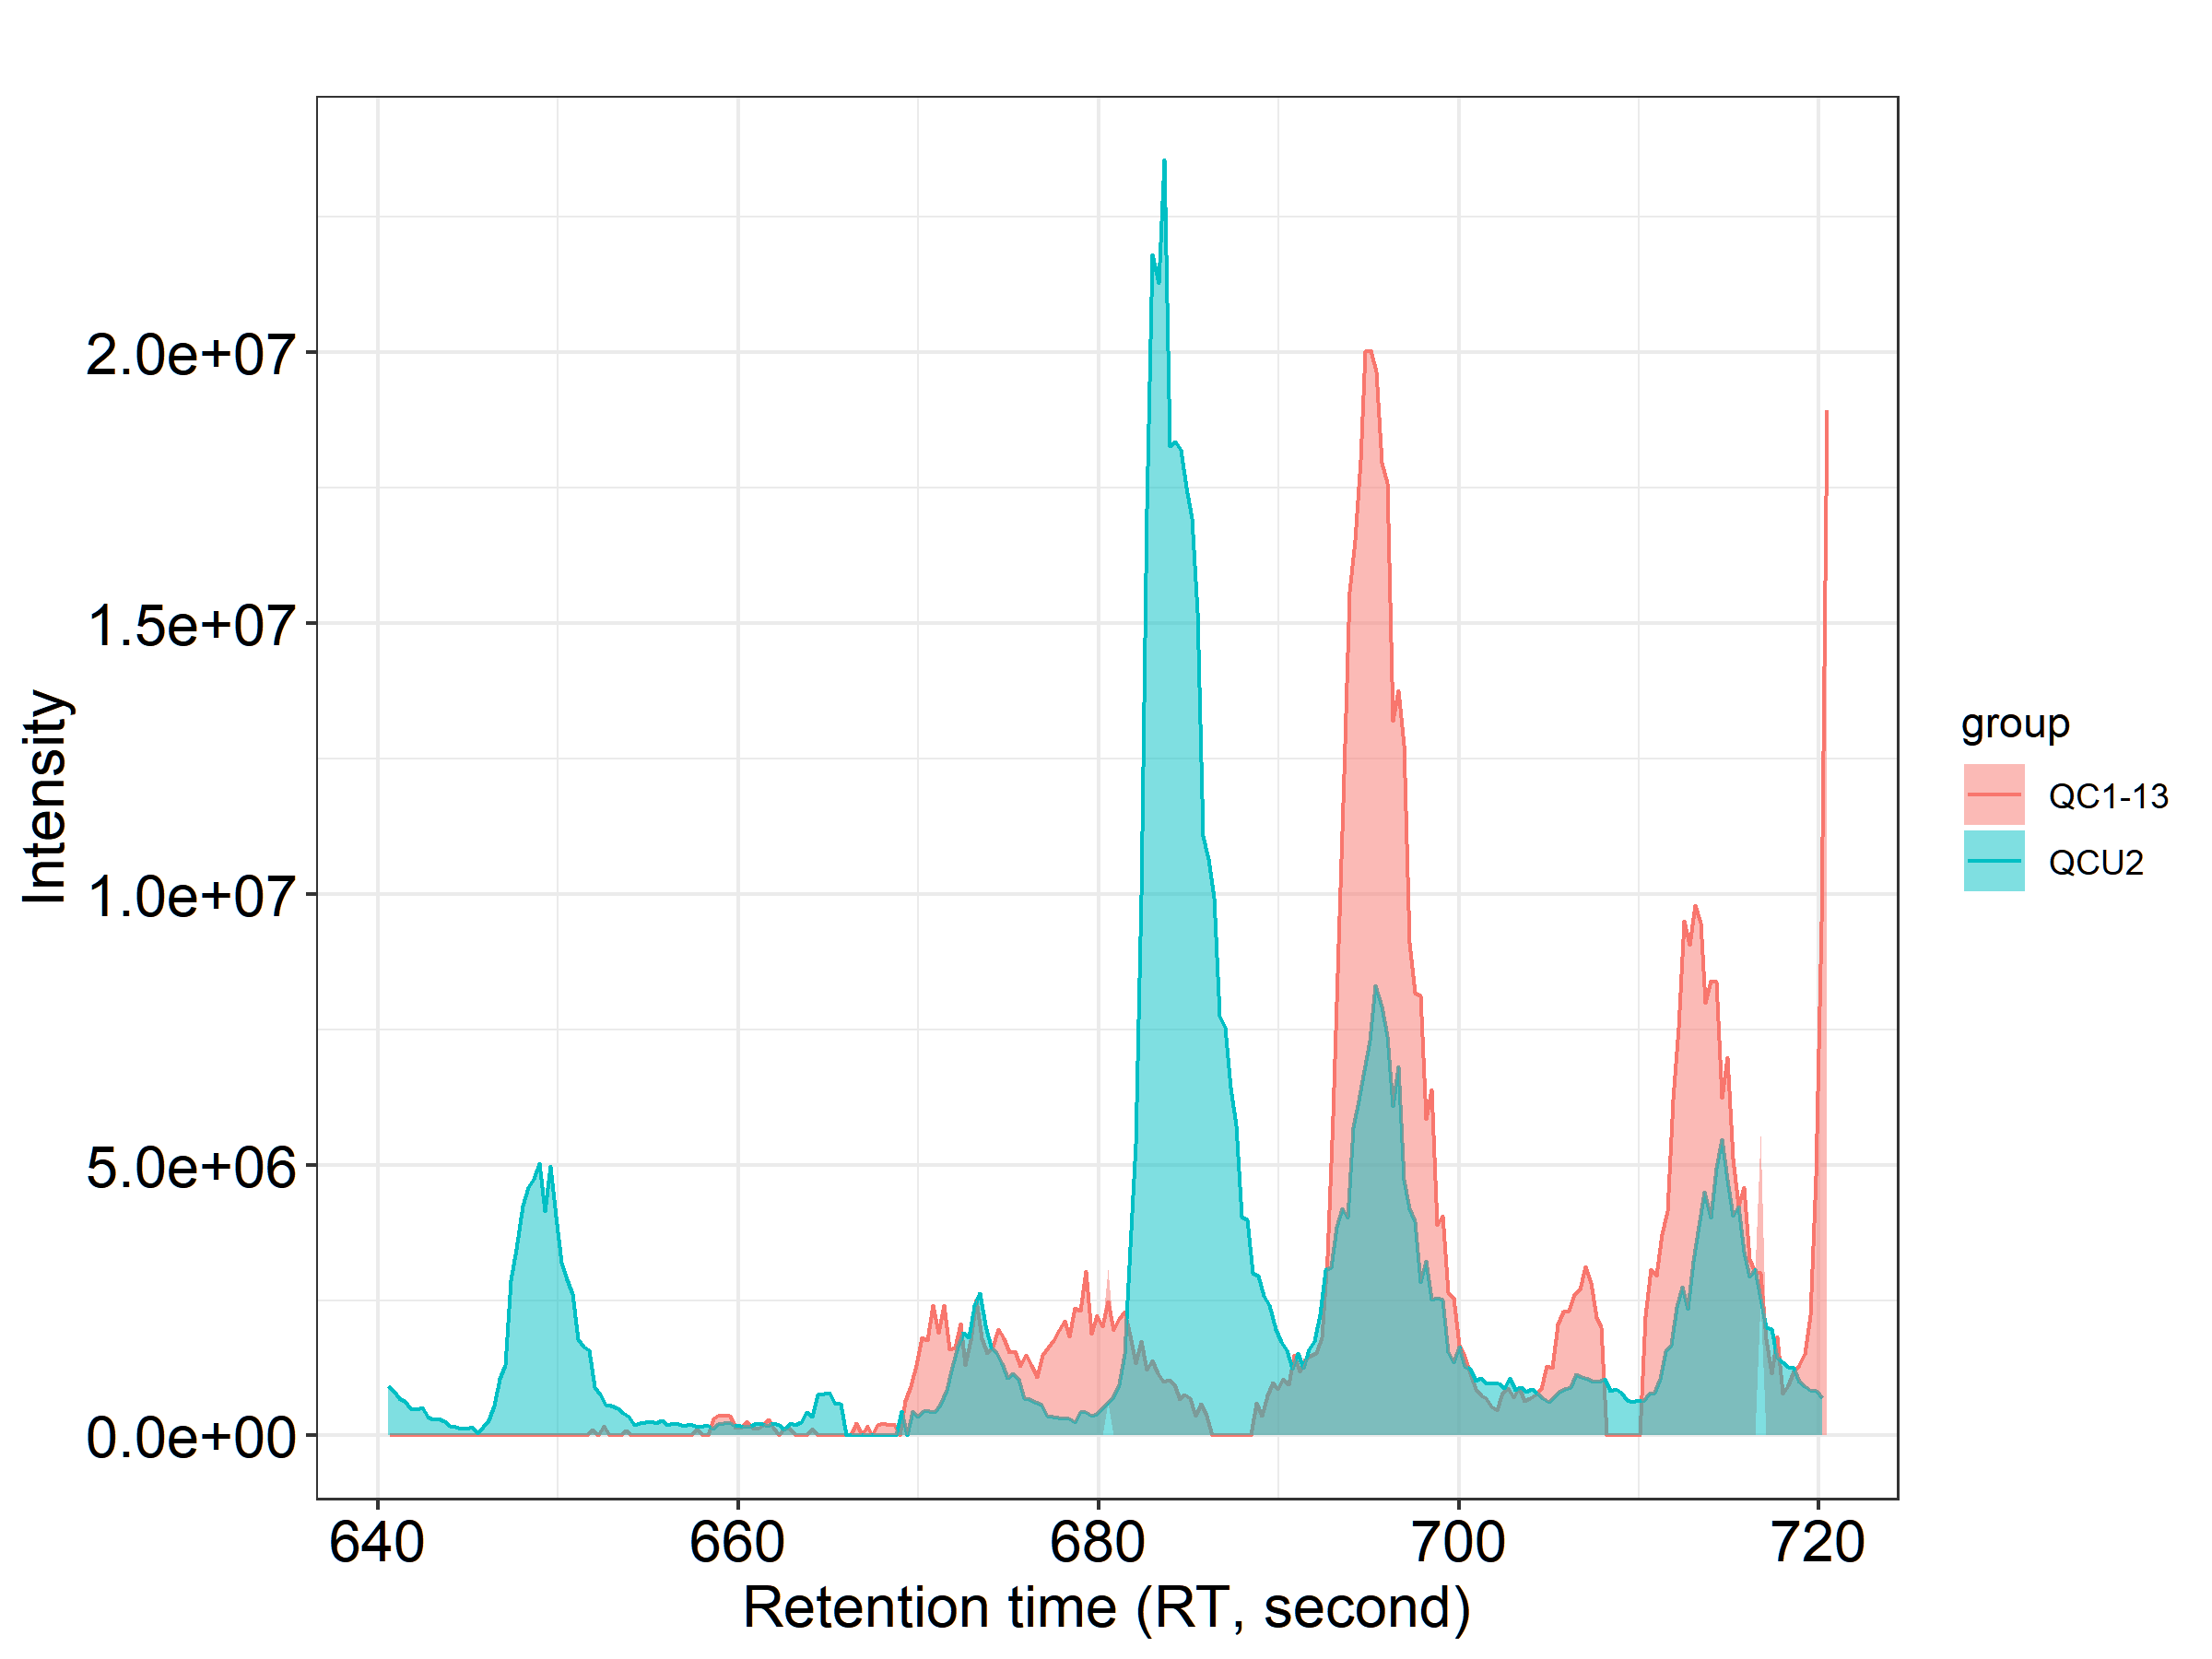 Intensity
2.0e+07
1.5e+07
1.0e+07
5.0e+06
0.0e+00
640 660 680 700 720
Retention time (RT, second)
group
QC1-13
QCU2